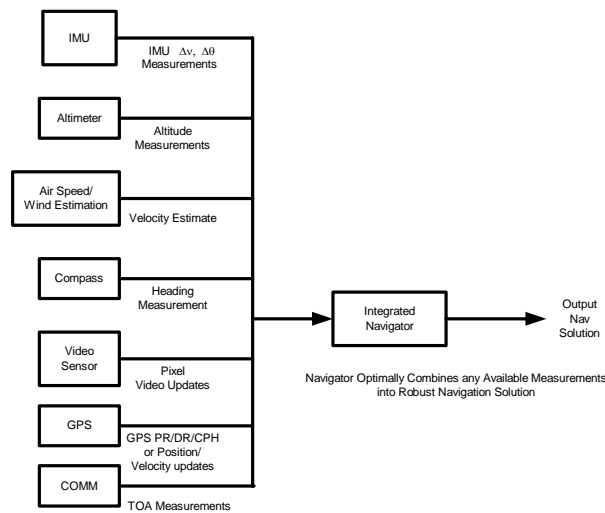 IMU
IMU Δv, Δθ
Measurements
Altimeter
Altitude
Measurements
Air Speed/
Wind Estimation
Velocity Estimate
Compass
Heading
Measurement
Video
Sensor
Pixel
Video Updates
GPS
GPS PR/DR/CPH
or Position/
Velocity updates
COMM
TOA Measurements
Integrated
Navigator
Output
Nav
Solution
Navigator Optimally Combines any Available Measurements
into Robust Navigation Solution